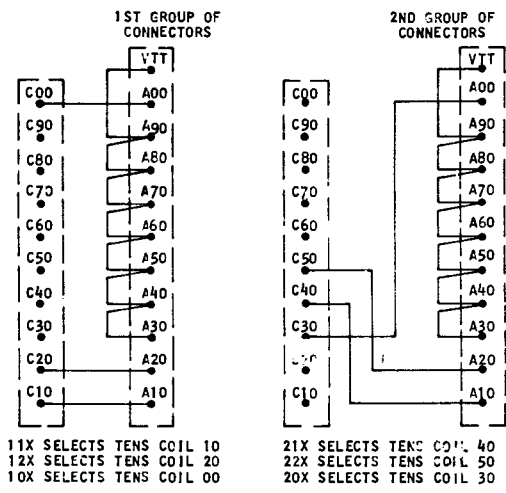 1ST GROUP OF
CONNECTORS
VTT
C00 A00
C90 A90
C80 A80
C70 A70
C60 A60
C50 A50
C40 A40
C30 A30
C20 A20
C10 A10
11X SELECTS TENS COIL 10
12X SELECTS TENS COIL 20
10X SELECTS TENS COIL 00
2ND GROUP OF
CONNECTORS
VTT
C00 A00
C90 A90
C80 A80
C70 A70
C60 A60
C50 A50
C40 A40
C30 A30
A20
C10 A10
21X SELECTS TENS COIL 40
22X SELECTS TENS COIL 50
20X SELECTS TENS COIL 30